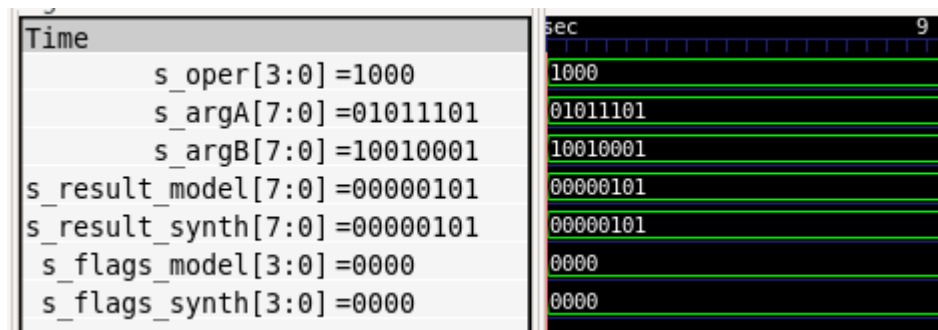 Time
sec 9
s_oper[3:0]=1000 1000
s_argA[7:0]=01011101 01011101
s_argB[7:0]=10010001 10010001
s_result_model[7:0]=00000101 00000101
s_result_synth[7:0]=00000101 00000101
s_flags_model[3:0]=0000 0000
s_flags_synth[3:0]=0000 0000